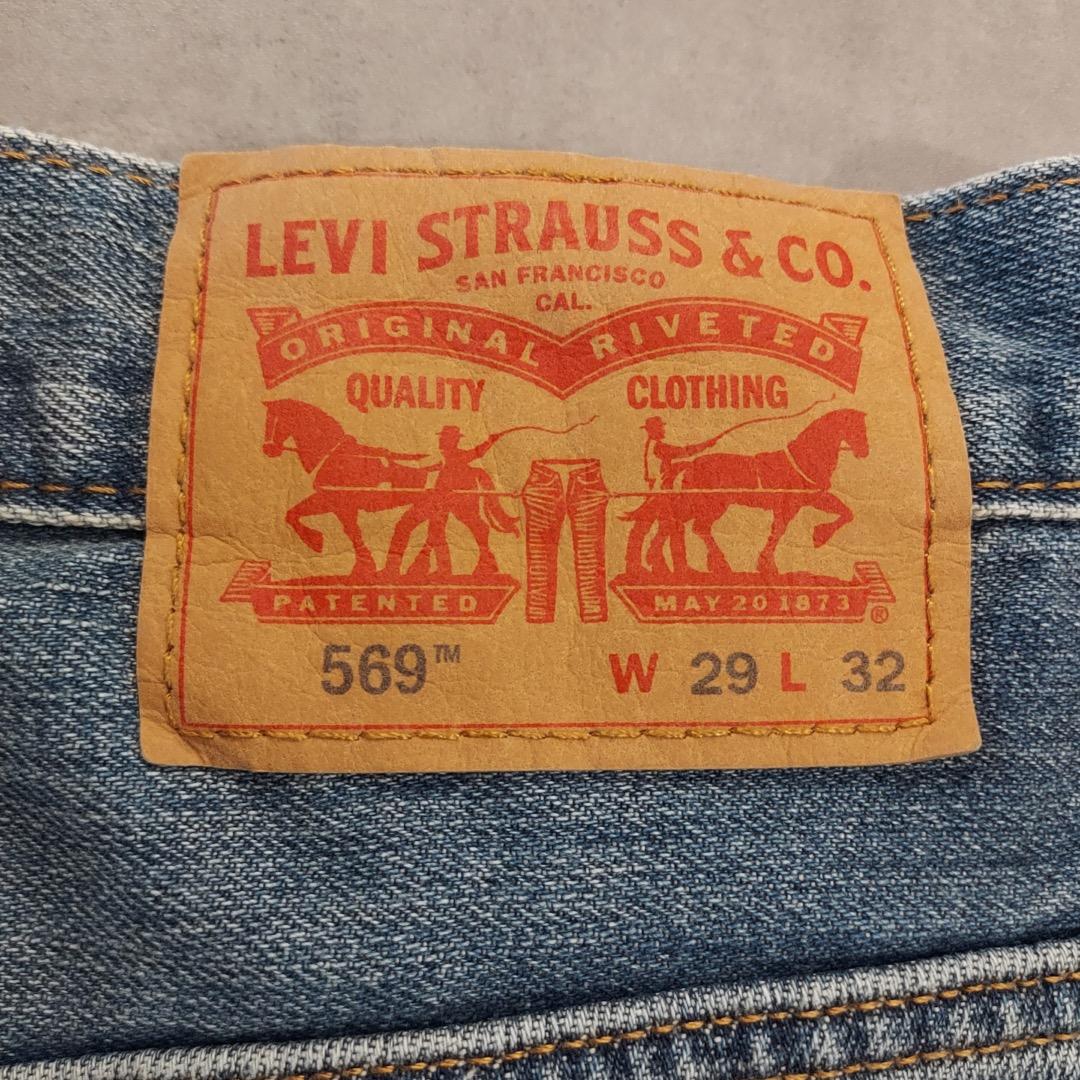 LEVI STRAUSS & CO.
SAN FRANCISCO
CAL.
ORIGINAL RIVETED
QUALITY CLOTHING
PATENTED MAY 20 1873 ®
569™ W 29 L 32